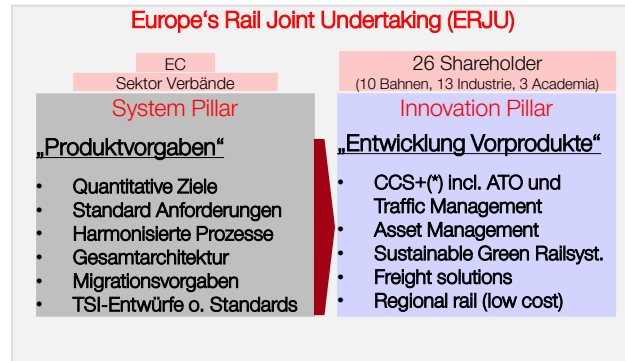 Europe‘s Rail Joint Undertaking (ERJU)
EC
Sektor Verbände
System Pillar
„Produktvorgaben“
• Quantitative Ziele
• Standard Anforderungen
• Harmonisierte Prozesse
• Gesamtarchitektur
• Migrationsvorgaben
• TSI-Entwürfe o. Standards
26 Shareholder
(10 Bahnen, 13 Industrie, 3 Academia)
Innovation Pillar
„Entwicklung Vorprodukte“
• CCS+(*) incl. ATO und
Traffic Management
• Asset Management
• Sustainable Green Railsyst.
• Freight solutions
• Regional rail (low cost)